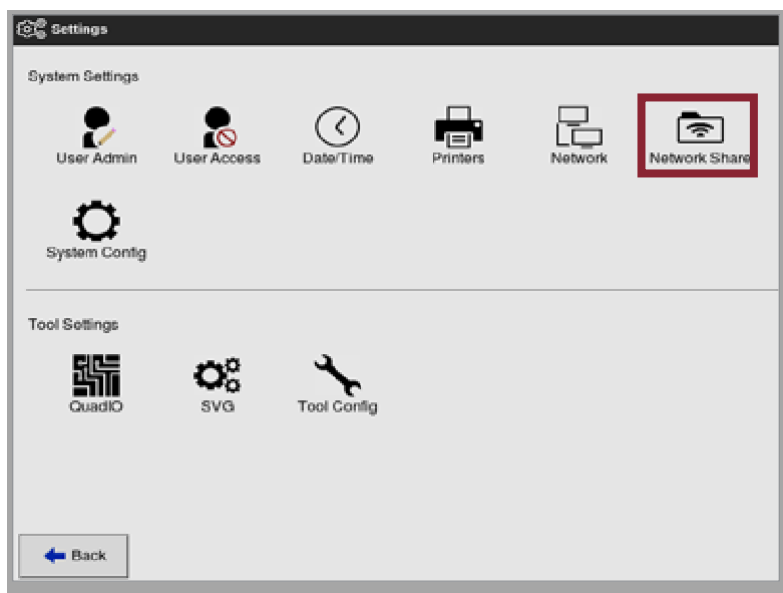 Settings
System Settings
User Admin User Access Date/Time Printers Network Network Share
System Config
Tool Settings
QuadIO SVG Tool Config
Back